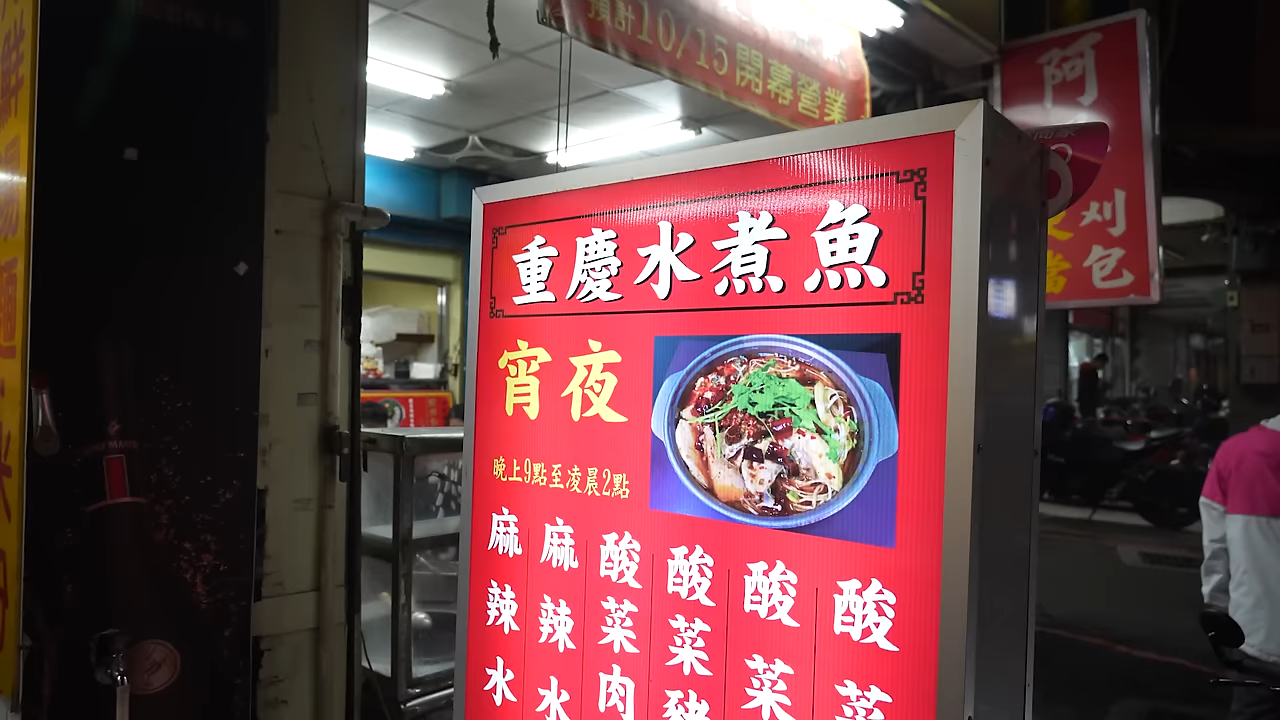 預計10/15開幕營業
重慶水煮魚
宵夜
晚上9點至凌晨2點
麻辣水
麻辣水
酸菜肉
酸菜豬
酸菜
酸菜
阿
刈包